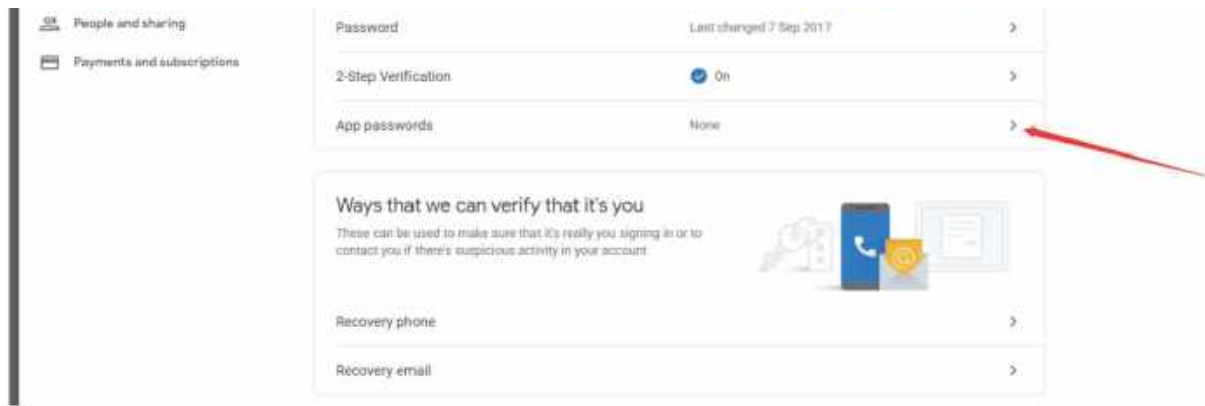 People and sharing
Payments and subscriptions
Password Last changed 7 Sep 2017
2-Step Verification On
App passwords None
Ways that we can verify that it's you
These can be used to make sure that it's really you signing in or to
contact you if there's suspicious activity in your account
Recovery phone
Recovery email